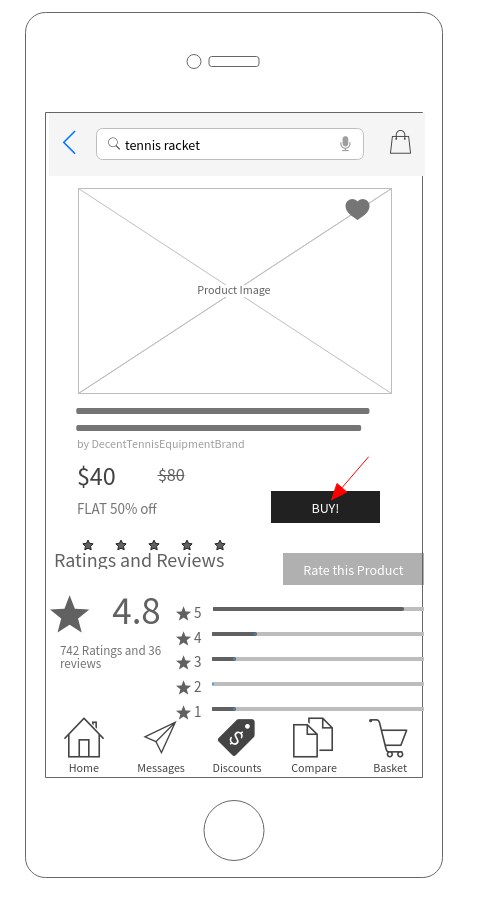 tennis racket
Product Image
by DecentTennisEquipmentBrand
$40 $80
FLAT 50% off
BUY!
Ratings and Reviews
Rate this Product
4.8
742 Ratings and 36
reviews
5
4
3
2
1
Home Messages Discounts Compare Basket